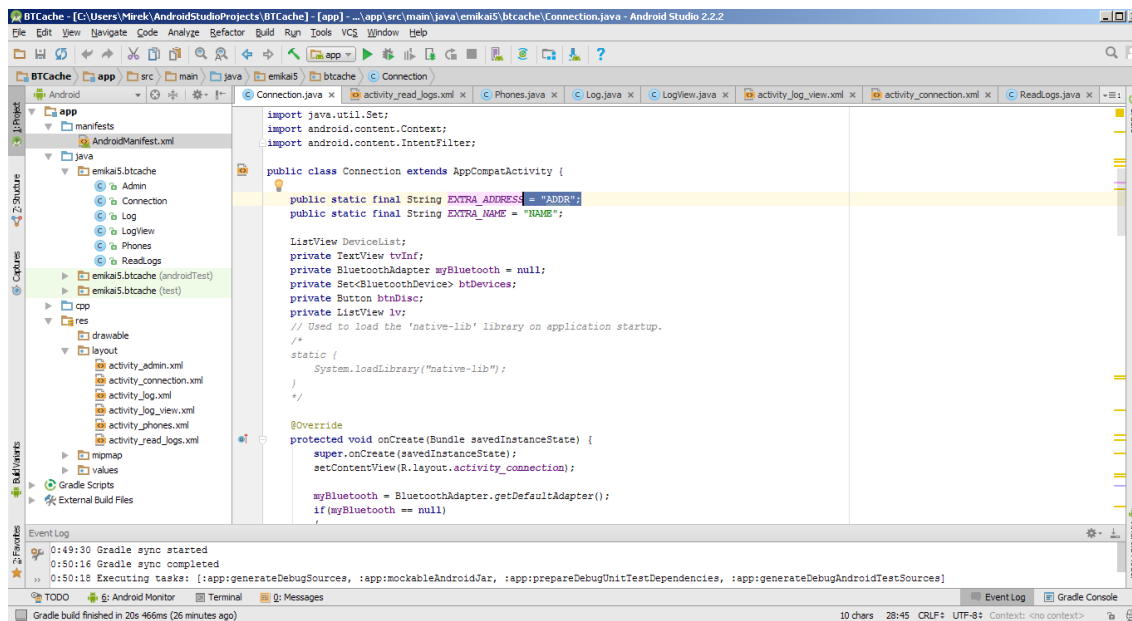 BTCache - [C:\Users\Mirek\AndroidStudioProjects\BTCache] - [app] - ...\app\src\main\java\emikai5\btcache\Connection.java - Android Studio 2.2.2
File Edit View Navigate Code Analyze Refactor Build Run Tools VCS Window Help
app
BTCache app src main java emikai5 btcache Connection
Android
Connection.java activity_read_logs.xml Phones.java Log.java LogView.java activity_log_view.xml activity_connection.xml ReadLogs.java
1: Project
7: Structure
Captures
Build Variants
2: Favorites
app
manifests
AndroidManifest.xml
java
emikai5.btcache
Admin
Connection
Log
LogView
Phones
ReadLogs
emikai5.btcache (androidTest)
emikai5.btcache (test)
cpp
res
drawable
layout
activity_admin.xml
activity_connection.xml
activity_log.xml
activity_log_view.xml
activity_phones.xml
activity_read_logs.xml
mipmap
values
Gradle Scripts
External Build Files
import java.util.Set;
import android.content.Context;
import android.content.IntentFilter;
public class Connection extends AppCompatActivity {
public static final String EXTRA_ADDRESS = "ADDR";
public static final String EXTRA_NAME = "NAME";
ListView DeviceList;
private TextView tvInf;
private BluetoothAdapter myBluetooth = null;
private Set<BluetoothDevice> btDevices;
private Button btnDisc;
private ListView lv;
// Used to load the 'native-lib' library on application startup.
/*
static {
System.loadLibrary("native-lib");
}
*/
@Override
protected void onCreate(Bundle savedInstanceState) {
super.onCreate(savedInstanceState);
setContentView(R.layout.activity_connection);
myBluetooth = BluetoothAdapter.getDefaultAdapter();
if(myBluetooth == null)
Event Log
0:49:30 Gradle sync started
0:50:16 Gradle sync completed
0:50:18 Executing tasks: [:app:generateDebugSources, :app:mockableAndroidJar, :app:prepareDebugUnitTestDependencies, :app:generateDebugAndroidTestSources]
TODO 6: Android Monitor Terminal 0: Messages Event Log Gradle Console
Gradle build finished in 20s 466ms (26 minutes ago) 10 chars 28:45 CRLF UTF-8 Context: <no context>